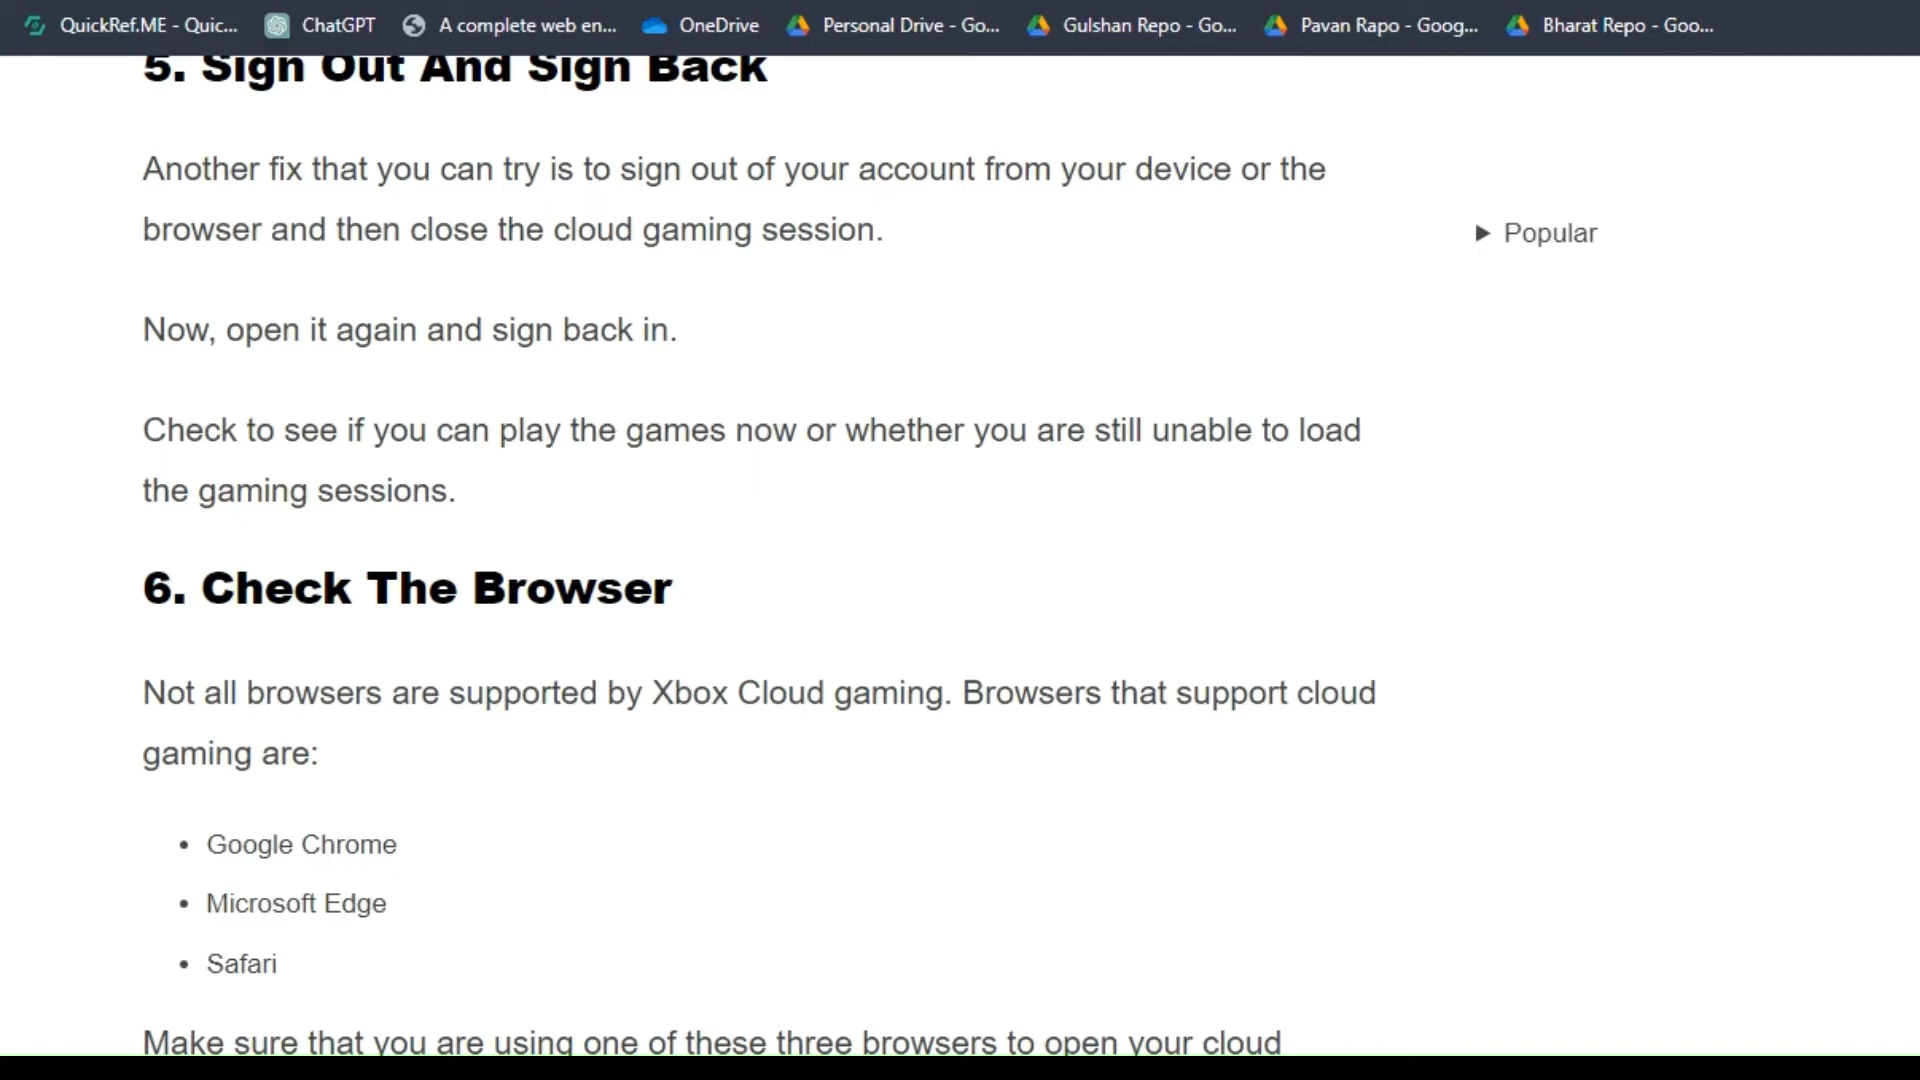 QuickRef.ME - Quic... ChatGPT A complete web en... OneDrive Personal Drive - Go... Gulshan Repo - Go... Pavan Rapo - Goog... Bharat Repo - Goo...
5. Sign Out And Sign Back
Another fix that you can try is to sign out of your account from your device or the
browser and then close the cloud gaming session.
Popular
Now, open it again and sign back in.
Check to see if you can play the games now or whether you are still unable to load
the gaming sessions.
6. Check The Browser
Not all browsers are supported by Xbox Cloud gaming. Browsers that support cloud
gaming are:
• Google Chrome
• Microsoft Edge
• Safari
Make sure that you are using one of these three browsers to open your cloud